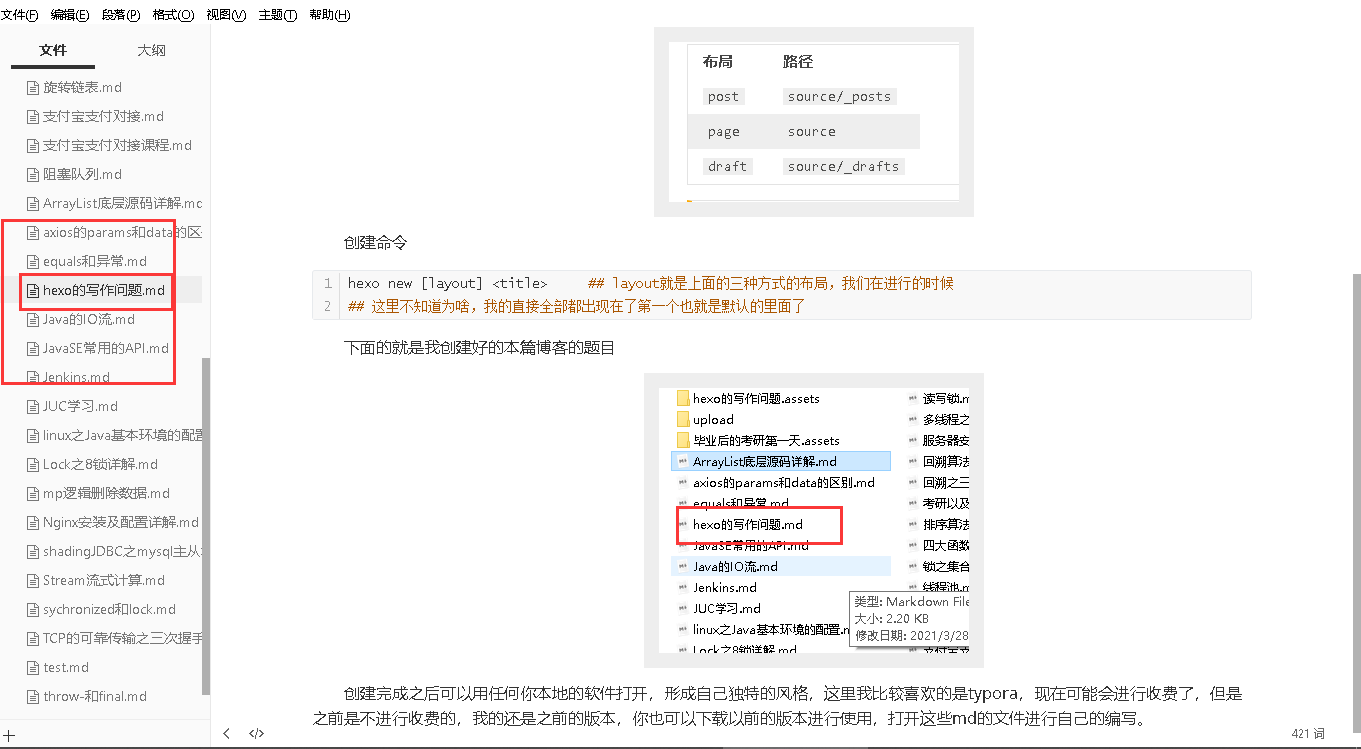 文件(F) 编辑(E) 段落(P) 格式(O) 视图(V) 主题(T) 帮助(H)
文件 大纲
旋转链表.md
支付宝支付对接.md
支付宝支付对接课程.md
阻塞队列.md
ArrayList底层源码详解.mc
axios的params和data的区
equals和异常.md
hexo的写作问题.md
Java的IO流.md
JavaSE常用的API.md
Jenkins.md
JUC学习.md
linux之Java基本环境的配置
Lock之8锁详解.md
mp逻辑删除数据.md
Nginx安装及配置详解.md
shadingJDBC之mysql主从
Stream流式计算.md
sychronized和lock.md
TCP的可靠传输之三次握手
test.md
throw-和final.md
布局 路径
post source/_posts
page source
draft source/_drafts
创建命令
1 hexo new [layout] <title> ## layout就是上面的三种方式的布局，我们在进行的时候
2 ## 这里不知道为啥，我的直接全部都出现在了第一个也就是默认的里面了
下面的就是我创建好的本篇博客的题目
hexo的写作问题.assets 读写锁.m
upload 多线程之
毕业后的考研第一天.assets 服务器安
ArrayList底层源码详解.md 回溯算法
axios的params和data的区别.md 回溯之三
equals和异常.md 考研以及
hexo的写作问题.md 排序算法
JavaSE常用的API.md 四大函数
Java的IO流.md 锁之集合
Jenkins.md 线程池.m
JUC学习.md 类型: Markdown File
linux之Java基本环境的配置.m 大小: 2.20 KB
Lock之8锁详解.md 修改日期: 2021/3/28
创建完成之后可以用任何你本地的软件打开，形成自己独特的风格，这里我比较喜欢的是typora，现在可能会进行收费了，但是
之前是不进行收费的，我的还是之前的版本，你也可以下载以前的版本进行使用，打开这些md的文件进行自己的编写。
421 词